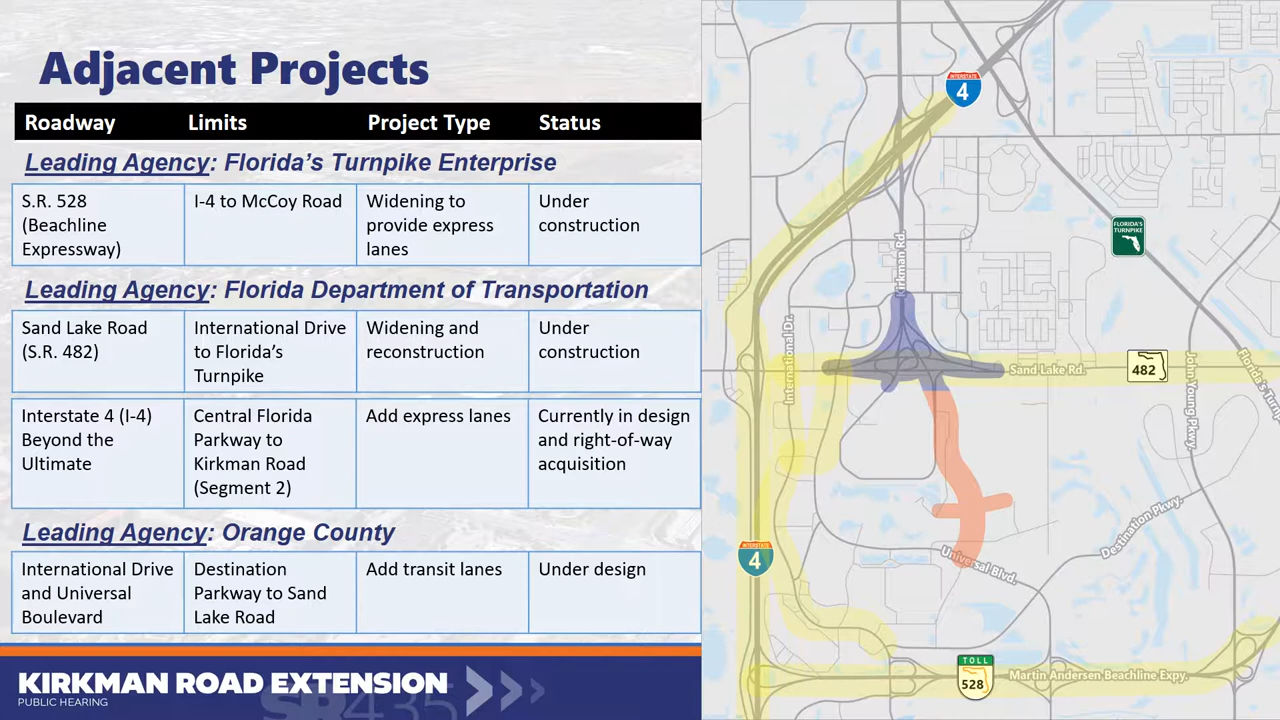 Adjacent Projects
Roadway Limits Project Type Status
Leading Agency: Florida's Turnpike Enterprise
S.R. 528
(Beachline
Expressway)
I-4 to McCoy Road
Widening to
provide express
lanes
Under
construction
Leading Agency: Florida Department of Transportation
Sand Lake Road
(S.R. 482)
International Drive
to Florida's
Turnpike
Widening and
reconstruction
Under
construction
Interstate 4 (I-4)
Beyond the
Ultimate
Central Florida
Parkway to
Kirkman Road
(Segment 2)
Add express lanes
Currently in design
and right-of-way
acquisition
Leading Agency: Orange County
Intrnational Drive
and Universal
Boulevard
Destination
Parkway to Sand
Lake Road
Add transit lanes
Under design
KIRKMAN ROAD EXTENSION
PUBLIC HEARING
SR435
INTERSTATE
4
FLORIDA'S
TURNPIKE
Kirkman Rd.
International Dr.
Sand Lake Rd.
482
John Young Pkwy.
Florida's Turn
Destination Pkwy.
Universal Blvd.
INTERSTATE
4
TOLL
528
Martin Andersen Beachline Expy.